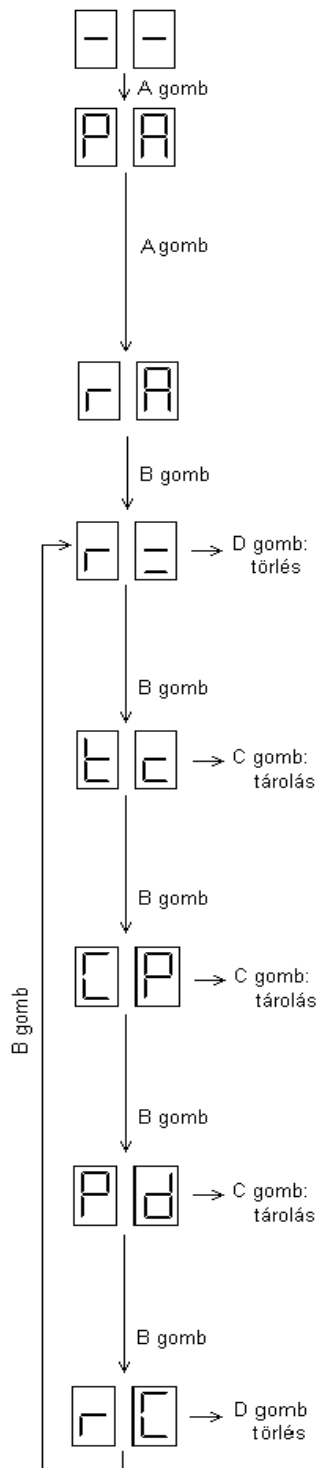 - -
A gomb
P A
A gomb
r A
B gomb
r =
D gomb:
törlés
B gomb
t c
C gomb:
tárolás
B gomb
C P
C gomb:
tárolás
B gomb
B gomb
P d
C gomb:
tárolás
B gomb
r C
D gomb
törlés